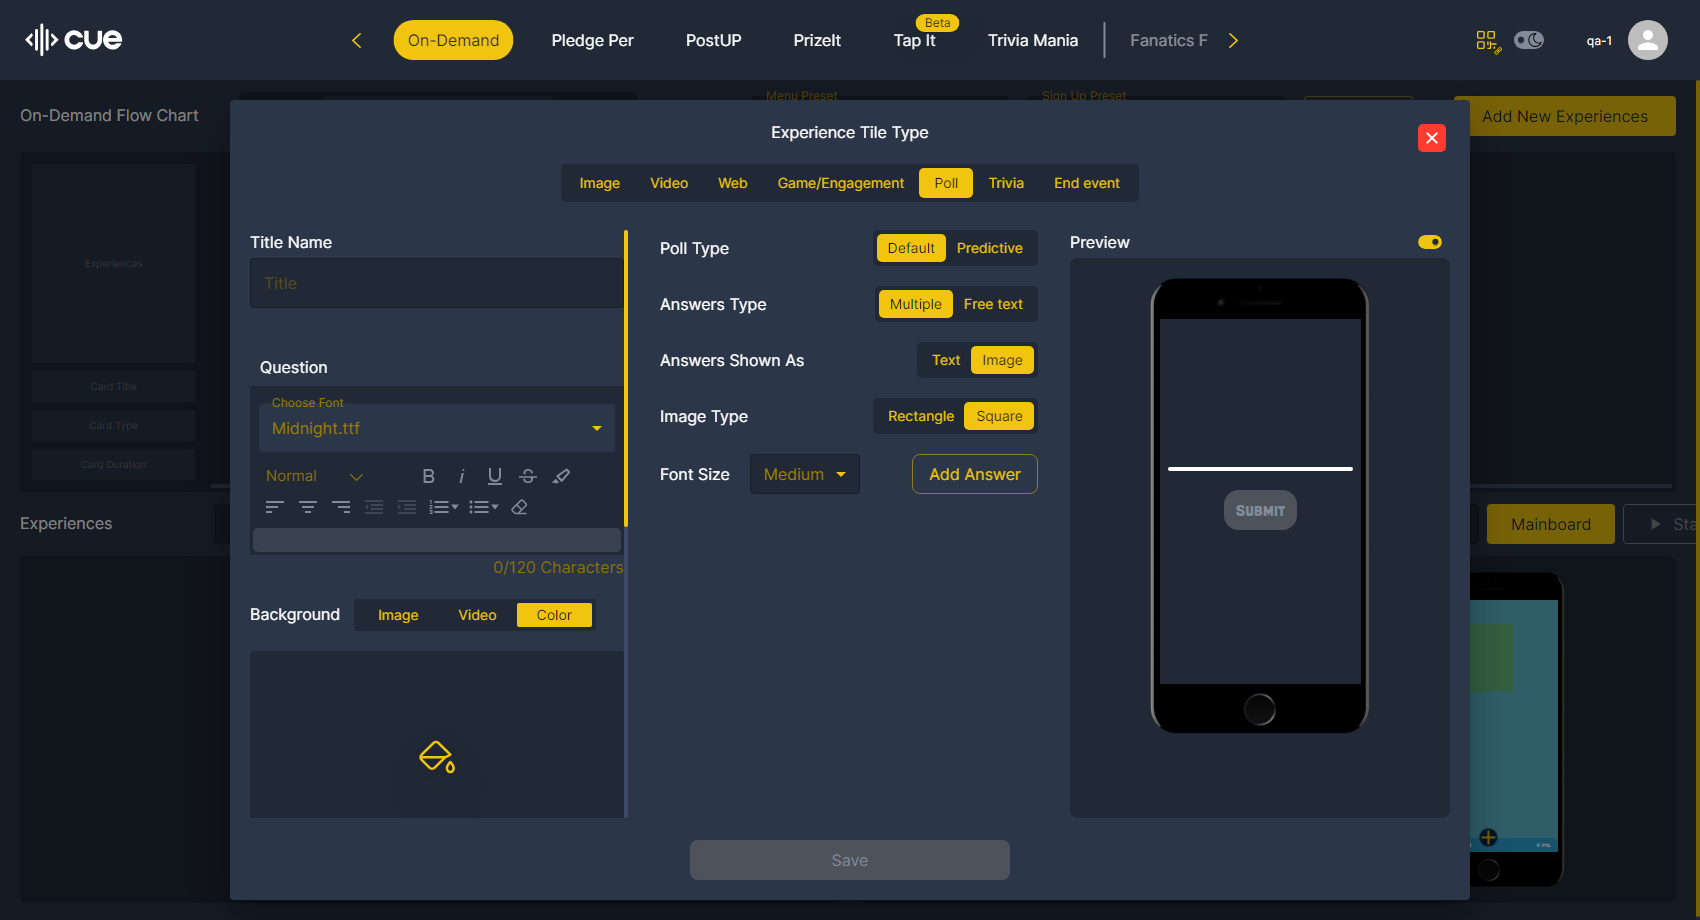 cue
On-Demand
Pledge Per
PostUP
PrizeIt
Beta
Tap It
Trivia Mania
Fanatics F
qa-1
On-Demand Flow Chart
Menu Preset
Sign Up Preset
Add New Experiences
Experience Tile Type
Image
Video
Web
Game/Engagement
Poll
Trivia
End event
Experiences
Card Title
Card Type
Card Duration
Title Name
Title
Question
Choose Font
Midnight.ttf
Normal
B
i
U
S
0/120 Characters
Background
Image
Video
Color
Poll Type
Default
Predictive
Answers Type
Multiple
Free text
Answers Shown As
Text
Image
Image Type
Rectangle
Square
Font Size
Medium
Add Answer
Preview
SUBMIT
Experiences
Mainboard
Sta
Save